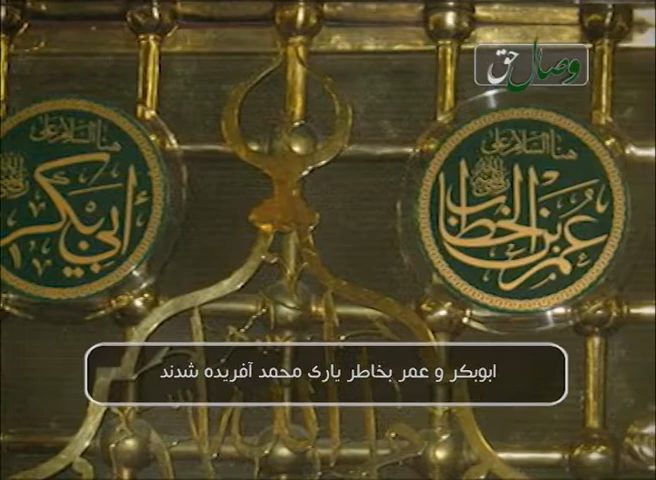 وصال حق
هنا السلام على
أبي بكر
هنا السلام على
عمر بن الخطاب
ابوبکر و عمر بخاطر یاری محمد آفریده شدند